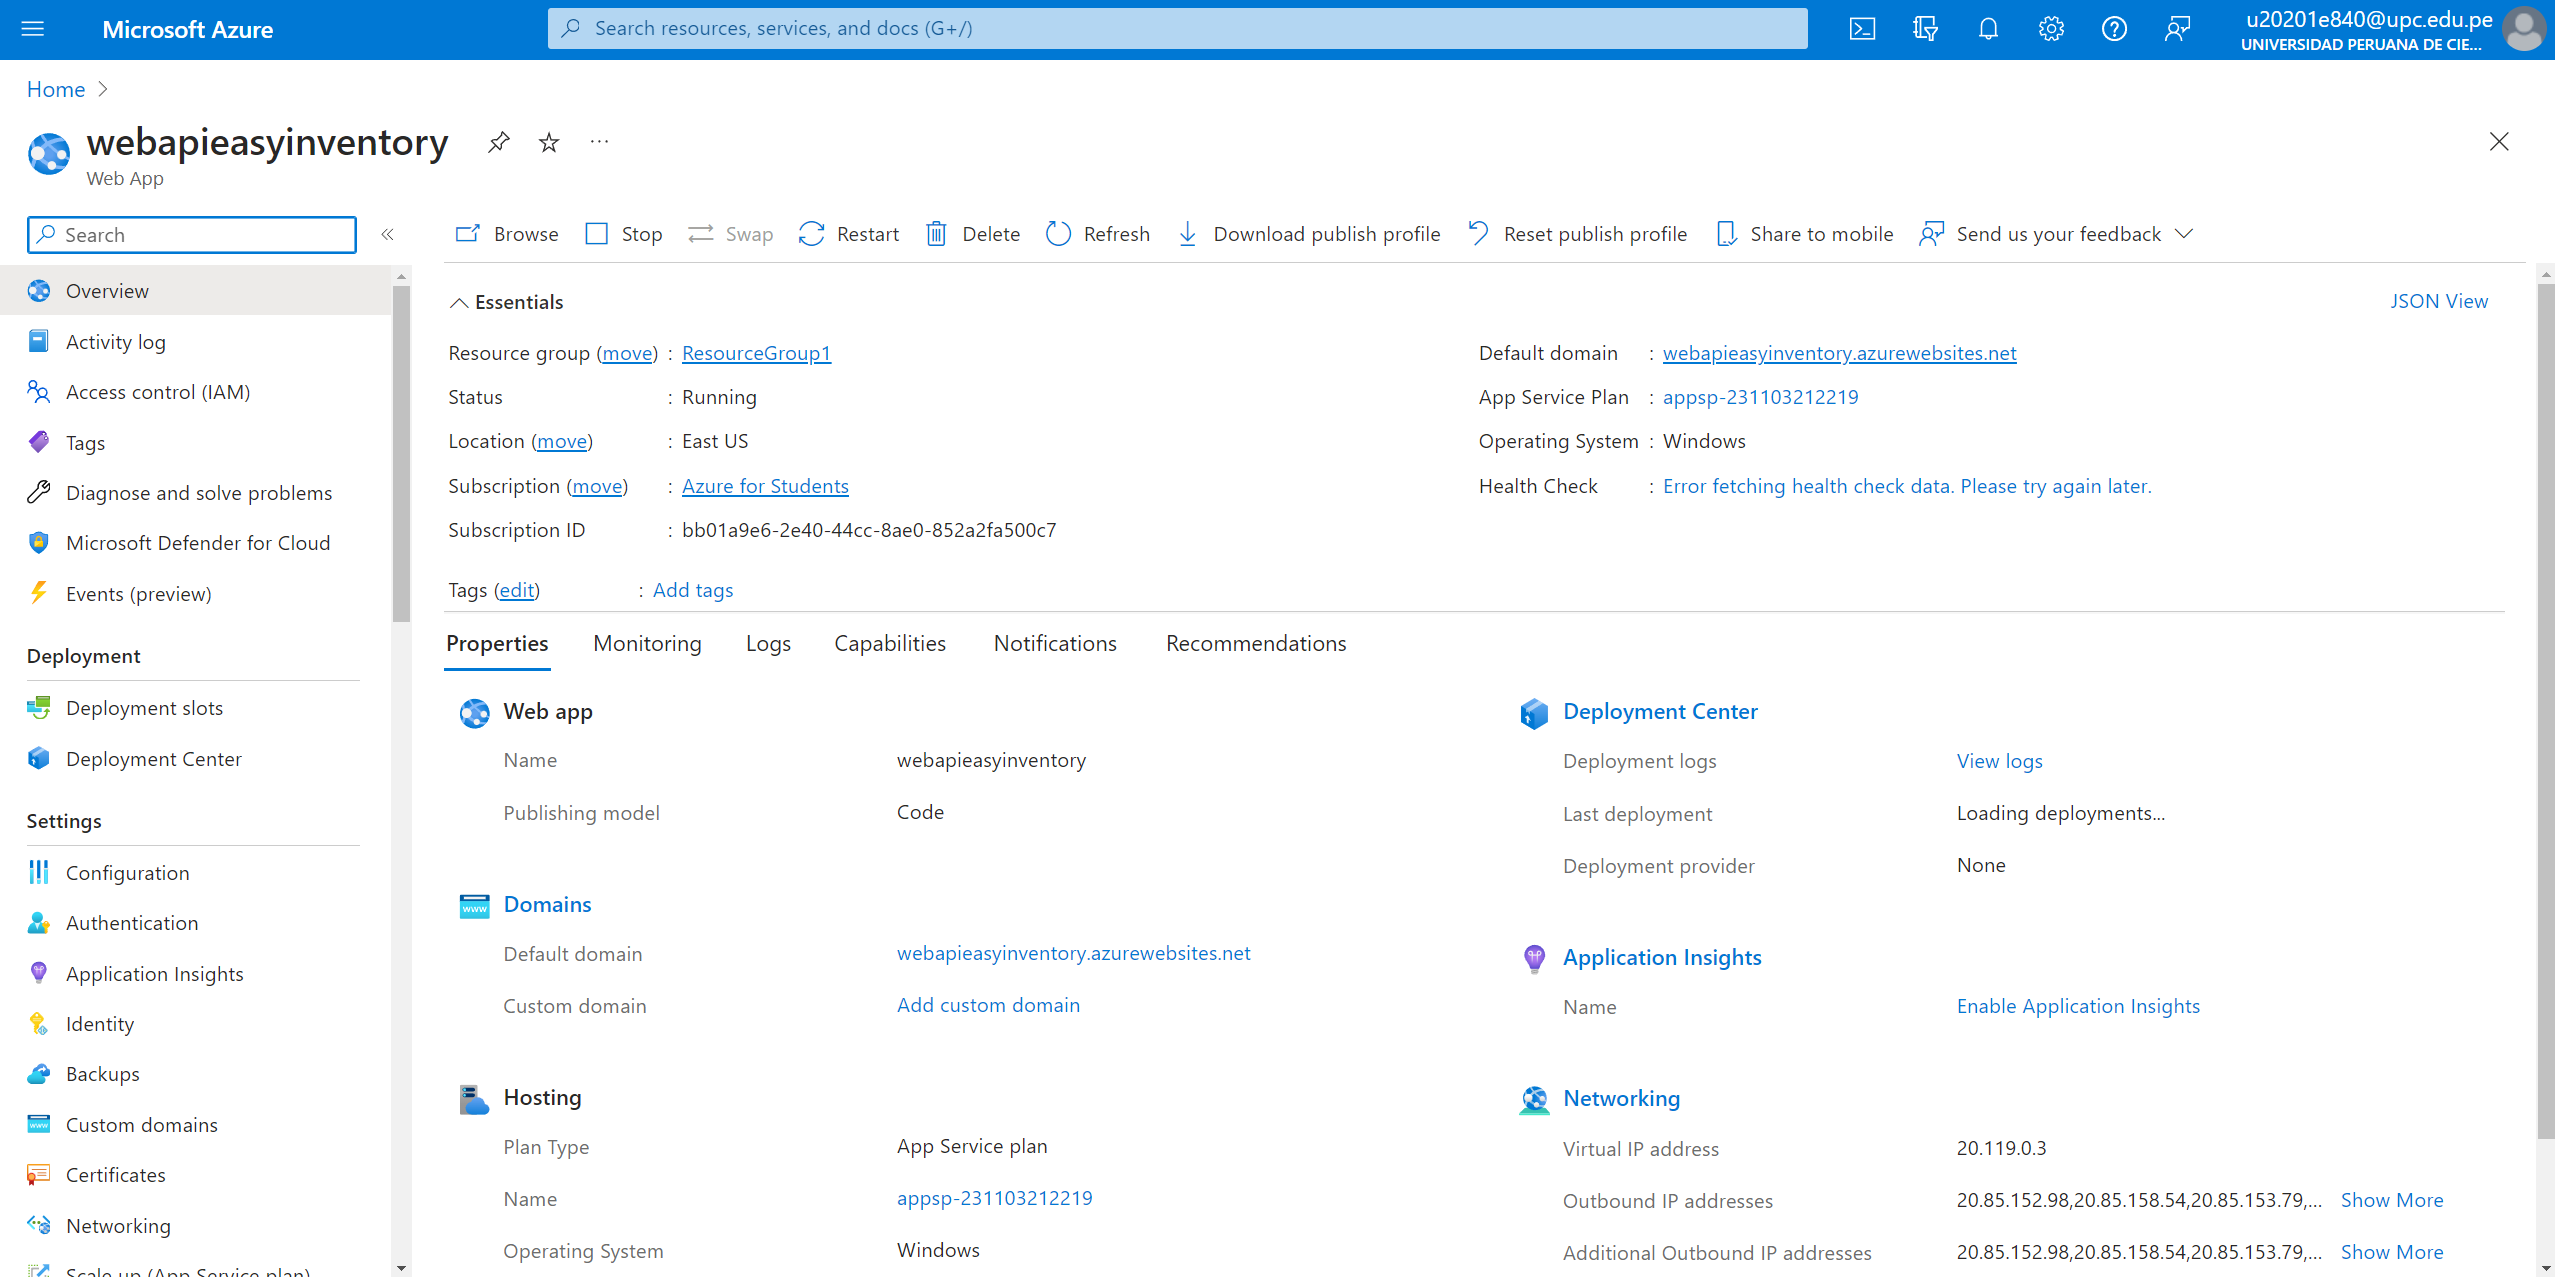 Microsoft Azure
Search resources, services, and docs (G+/)
u20201e840@upc.edu.pe
UNIVERSIDAD PERUANA DE CIE...
Home
webapieasyinventory
Web App
Search
Browse
Stop
Swap
Restart
Delete
Refresh
Download publish profile
Reset publish profile
Share to mobile
Send us your feedback
Overview
Activity log
Access control (IAM)
Tags
Diagnose and solve problems
Microsoft Defender for Cloud
Events (preview)
Deployment
Deployment slots
Deployment Center
Settings
Configuration
Authentication
Application Insights
Identity
Backups
Custom domains
Certificates
Networking
Scale up (App Service plan)
Essentials
JSON View
Resource group (move) : ResourceGroup1
Status : Running
Location (move) : East US
Subscription (move) : Azure for Students
Subscription ID : bb01a9e6-2e40-44cc-8ae0-852a2fa500c7
Default domain : webapieasyinventory.azurewebsites.net
App Service Plan : appsp-231103212219
Operating System : Windows
Health Check : Error fetching health check data. Please try again later.
Tags (edit) : Add tags
Properties
Monitoring
Logs
Capabilities
Notifications
Recommendations
Web app
Name webapieasyinventory
Publishing model Code
Domains
Default domain webapieasyinventory.azurewebsites.net
Custom domain Add custom domain
Hosting
Plan Type App Service plan
Name appsp-231103212219
Operating System Windows
Deployment Center
Deployment logs View logs
Last deployment Loading deployments...
Deployment provider None
Application Insights
Name Enable Application Insights
Networking
Virtual IP address 20.119.0.3
Outbound IP addresses 20.85.152.98,20.85.158.54,20.85.153.79,... Show More
Additional Outbound IP addresses 20.85.152.98,20.85.158.54,20.85.153.79,... Show More